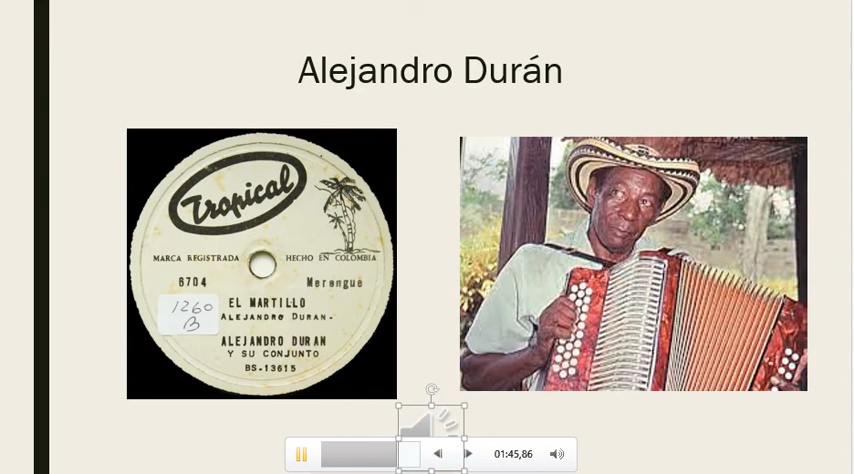 Alejandro Durán
Tropical
MARCA REGISTRADA HECHO EN COLOMBIA
6704 Merengue
1260
B
EL MARTILLO
ALEJANDRO DURAN-
ALEJANDRO DURAN
Y SU CONJUNTO
BS-13615
01:45,86